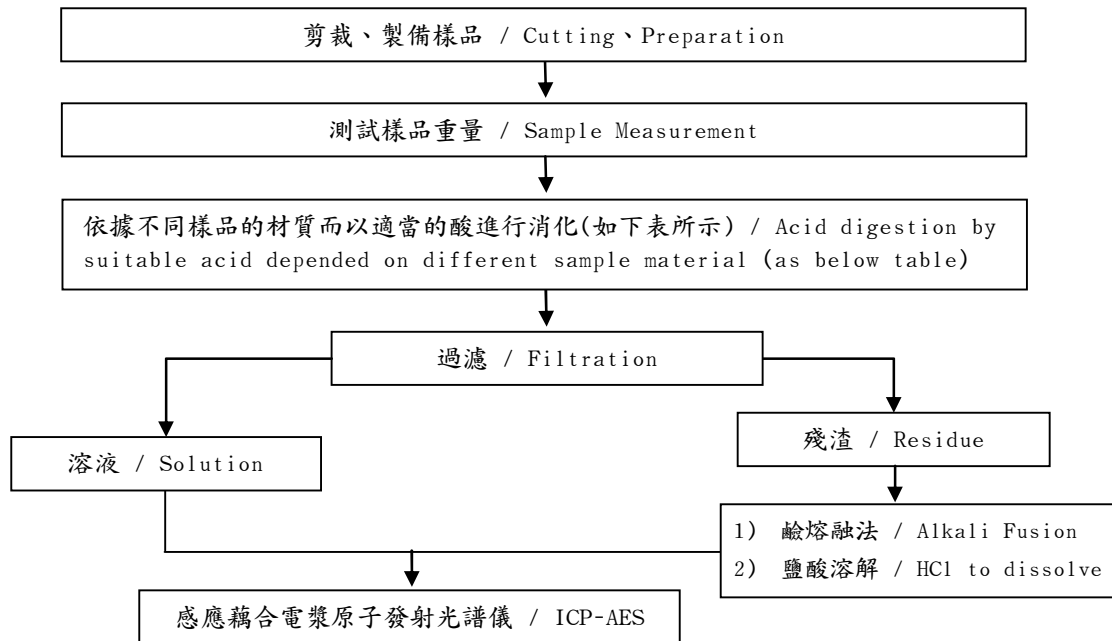 剪裁、製備樣品 / Cutting、Preparation
測試樣品重量 / Sample Measurement
依據不同樣品的材質而以適當的酸進行消化(如下表所示) / Acid digestion by
suitable acid depended on different sample material (as below table)
過濾 / Filtration
溶液 / Solution
殘渣 / Residue
1) 鹼熔融法 / Alkali Fusion
2) 鹽酸溶解 / HCl to dissolve
感應藕合電漿原子發射光譜儀 / ICP-AES